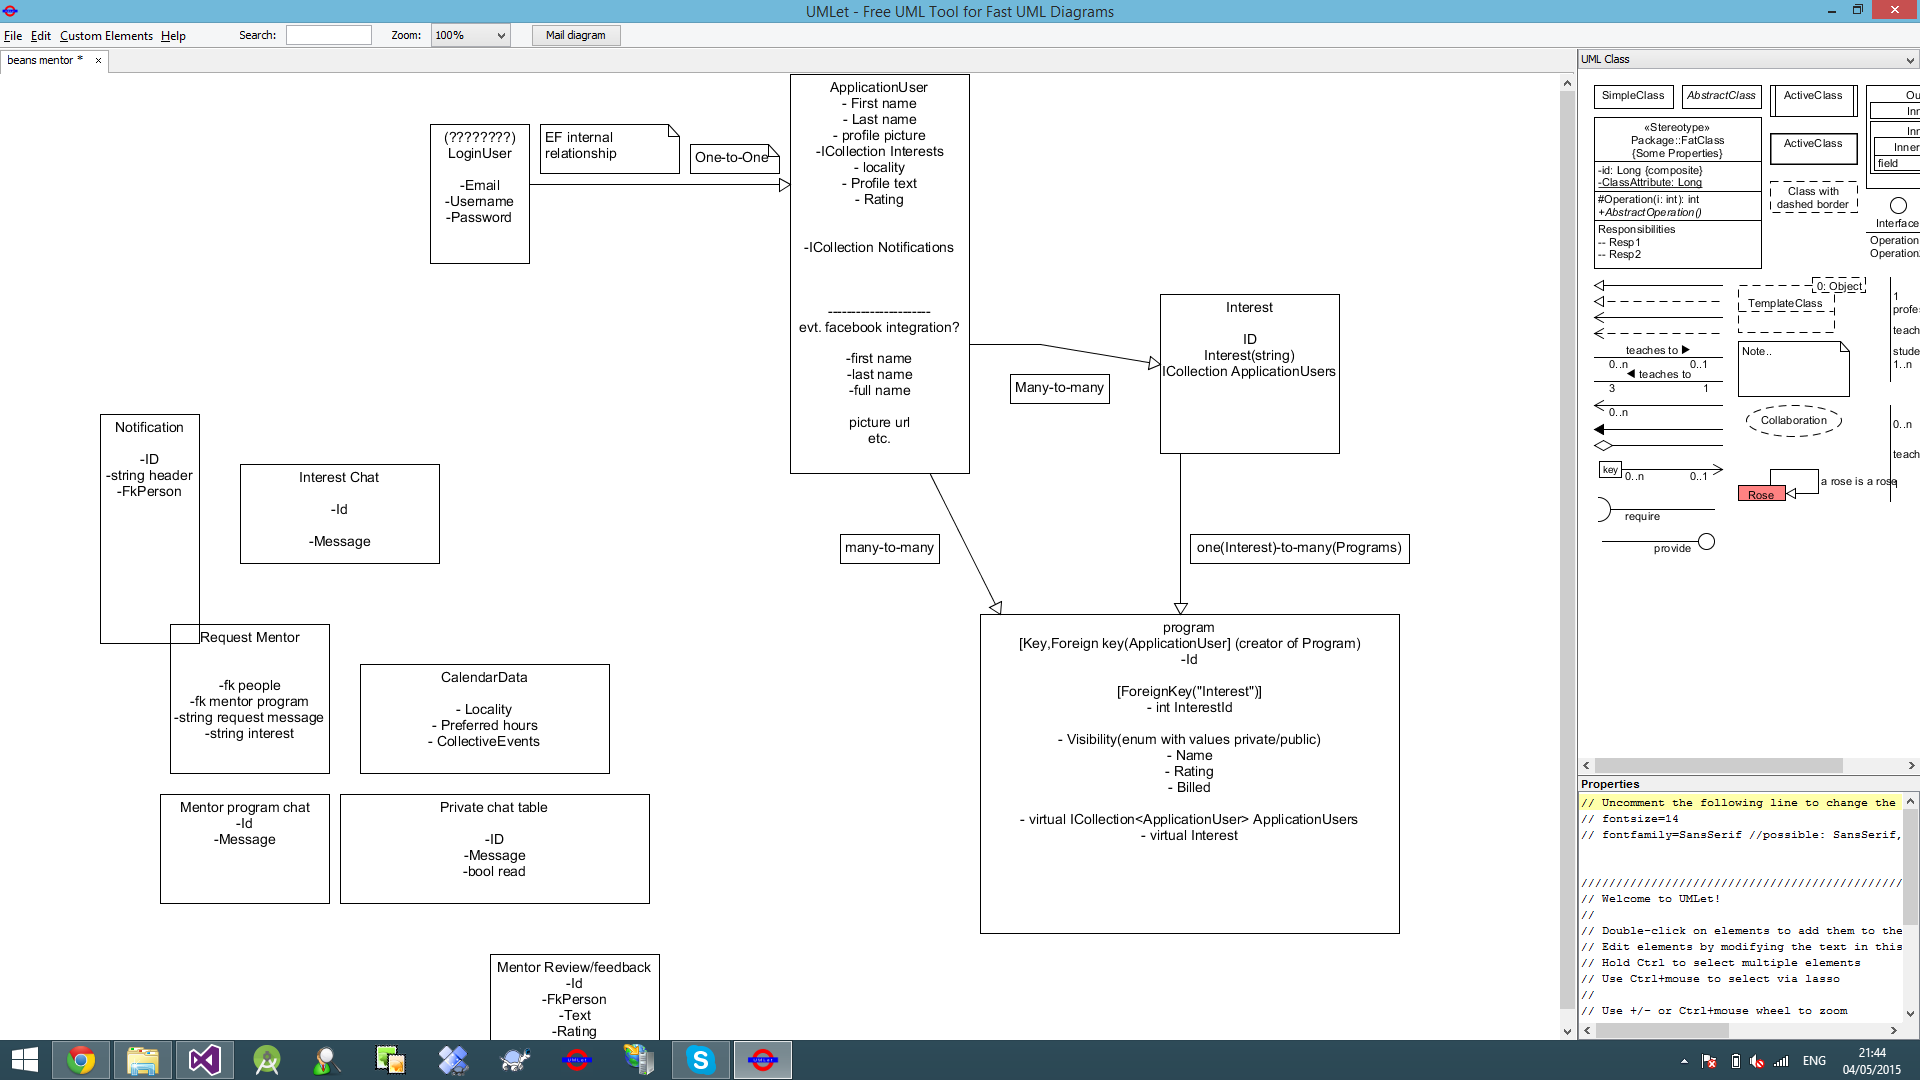 UMLet - Free UML Tool for Fast UML Diagrams
File Edit Custom Elements Help Search: Zoom: 100% Mail diagram
beans mentor *
(????????)
LoginUser
-Email
-Username
-Password
EF internal
relationship
One-to-One
ApplicationUser
- First name
- Last name
- profile picture
-ICollection Interests
- locality
- Profile text
- Rating
-ICollection Notifications
----------------------
evt. facebook integration?
-first name
-last name
-full name
picture url
etc.
Interest
ID
Interest(string)
ICollection ApplicationUsers
Many-to-many
Notification
-ID
-string header
-FkPerson
Interest Chat
-Id
-Message
many-to-many
one(Interest)-to-many(Programs)
Request Mentor
-fk people
-fk mentor program
-string request message
-string interest
CalendarData
- Locality
- Preferred hours
- CollectiveEvents
program
[Key,Foreign key(ApplicationUser] (creator of Program)
-Id
[ForeignKey("Interest")]
- int InterestId
- Visibility(enum with values private/public)
- Name
- Rating
- Billed
- virtual ICollection<ApplicationUser> ApplicationUsers
- virtual Interest
Mentor program chat
-Id
-Message
Private chat table
-ID
-Message
-bool read
Mentor Review/feedback
-Id
-FkPerson
-Text
-Rating
UML Class
SimpleClass
AbstractClass
ActiveClass
Ou
Inr
Inr
Inner
field
«Stereotype»
Package::FatClass
{Some Properties}
-id: Long {composite}
-ClassAttribute: Long
#Operation(i: int): int
+AbstractOperation()
Responsibilities
-- Resp1
-- Resp2
ActiveClass
Class with
dashed border
Interface
Operation
Operation
0: Object
TemplateClass
1
profe
teach
stude
1..n
teaches to
0..n 0..1
teaches to
3 1
0..n
Note..
Collaboration
0..n
teach
key
0..n 0..1
a rose is a rose
1
Rose
require
provide
Properties
// Uncomment the following line to change the
// fontsize=14
// fontfamily=SansSerif //possible: SansSerif,
//////////////////////////////////////////////
// Welcome to UMLet!
//
// Double-click on elements to add them to the
// Edit elements by modifying the text in this
// Hold Ctrl to select multiple elements
// Use Ctrl+mouse to select via lasso
//
// Use +/- or Ctrl+mouse wheel to zoom
UMLet
UMLet
ENG
21:44
04/05/2015